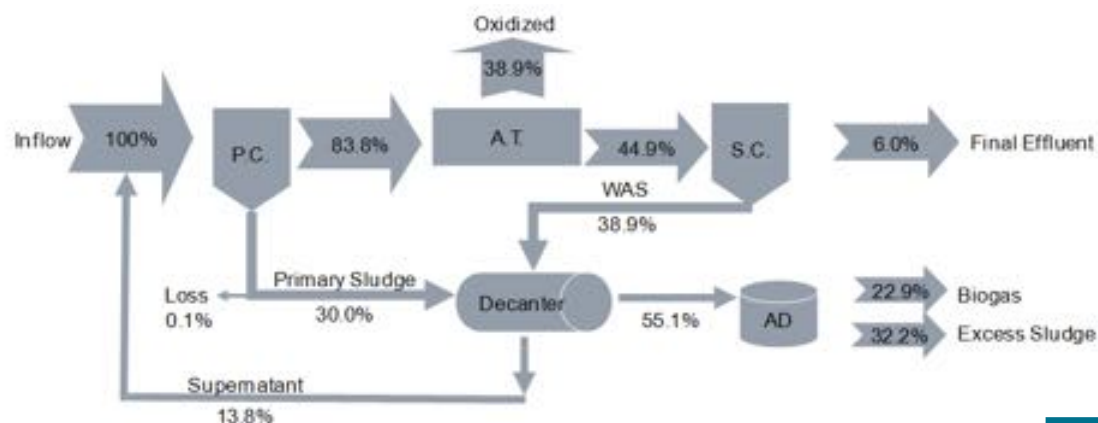 Oxidized
38.9%
Inflow
100%
P.C.
83.8%
A.T.
44.9%
S.C.
6.0%
Final Effluent
WAS
38.9%
Primary Sludge
Loss
0.1%
30.0%
Decanter
55.1%
AD
22.9%
Biogas
32.2%
Excess Sludge
Supernatant
13.8%